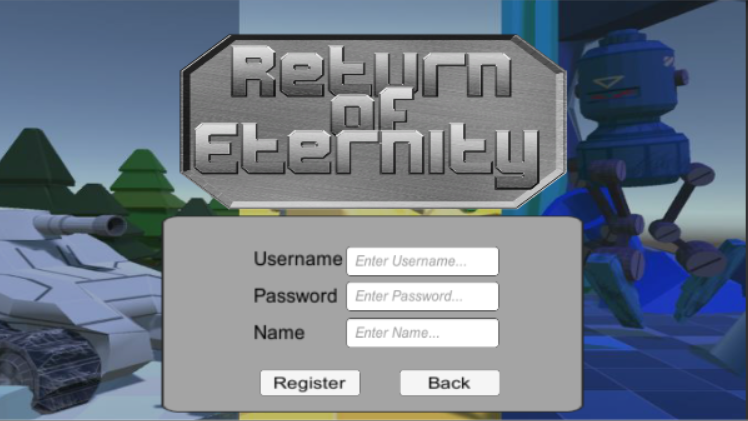 Return
of
Eternity
Username Enter Username...
Password Enter Password...
Name Enter Name...
Register Back